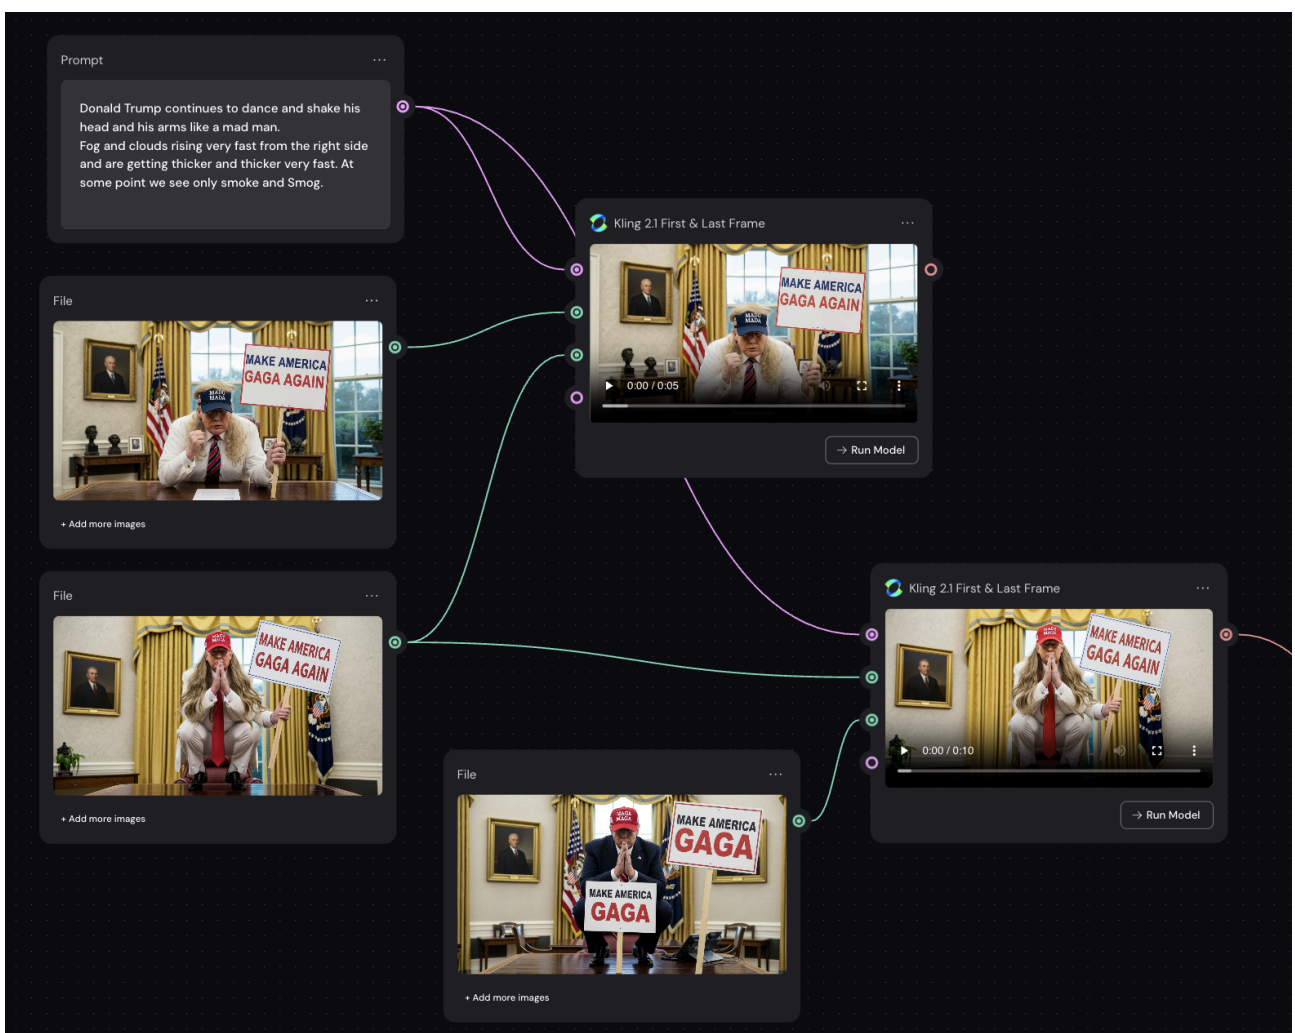 Prompt
Donald Trump continues to dance and shake his
head and his arms like a mad man.
Fog and clouds rising very fast from the right side
and are getting thicker and thicker very fast. At
some point we see only smoke and Smog.
Kling 2.1 First & Last Frame
MAKE AMERICA
GAGA AGAIN
0:00 / 0:05
→ Run Model
File
MAKE AMERICA
GAGA AGAIN
+ Add more images
File
MAKE AMERICA
GAGA AGAIN
+ Add more images
Kling 2.1 First & Last Frame
MAKE AMERICA
GAGA AGAIN
0:00 / 0:10
→ Run Model
File
MAKE AMERICA
GAGA
MAKE AMERICA
GAGA
+ Add more images